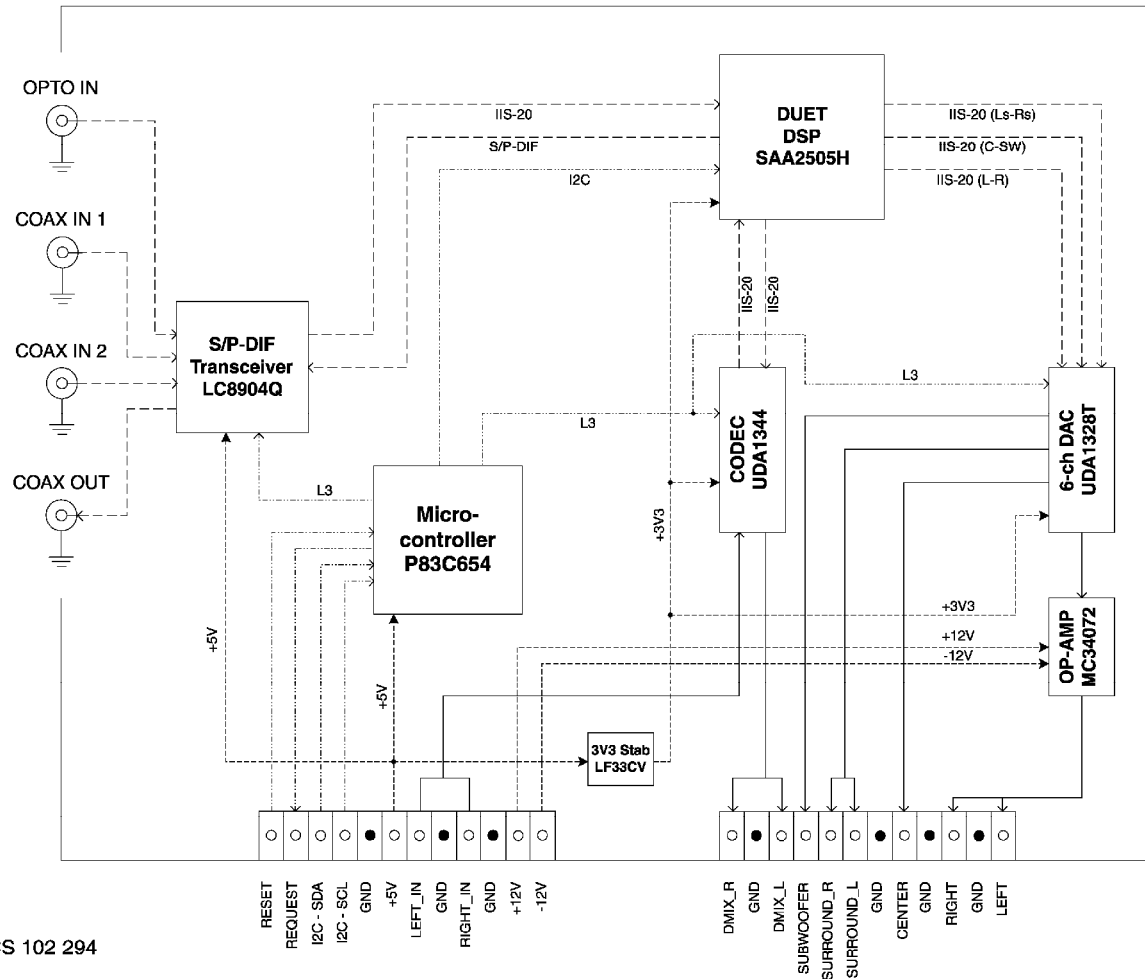 OPTO IN
COAX IN 1
COAX IN 2
COAX OUT
S/P-DIF
Transceiver
LC8904Q
IIS-20
S/P-DIF
I2C
DUET
DSP
SAA2505H
IIS-20 (Ls-Rs)
IIS-20 (C-SW)
IIS-20 (L-R)
IIS-20
IIS-20
L3
L3
L3
Micro-
controller
P83C654
CODEC
UDA1344
6-ch DAC
UDA1328T
+3V3
+3V3
+12V
-12V
OP-AMP
MC34072
+5V
+5V
3V3 Stab
LF33CV
RESET
REQUEST
I2C - SDA
I2C - SCL
GND
+5V
LEFT_IN
GND
RIGHT_IN
GND
+12V
-12V
DMIX_R
GND
DMIX_L
SUBWOOFER
SURROUND_R
SURROUND_L
GND
CENTER
GND
RIGHT
GND
LEFT
S 102 294